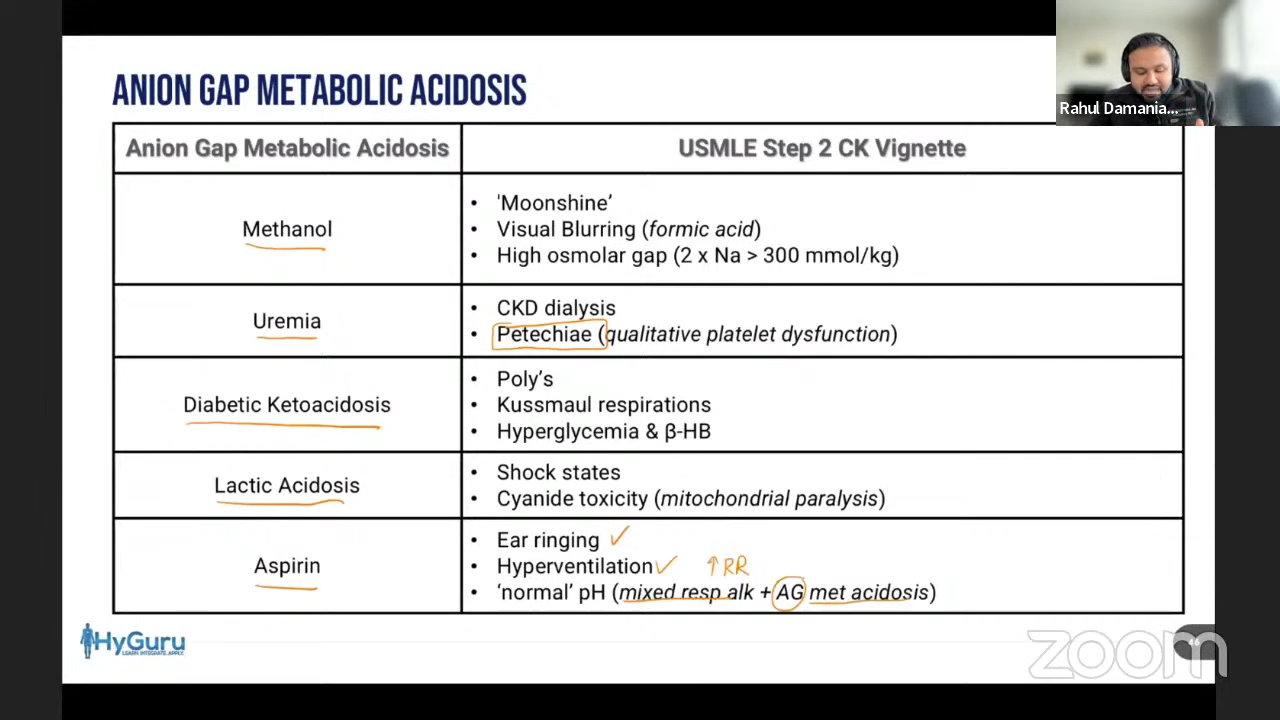 Rahul Damania...
ANION GAP METABOLIC ACIDOSIS
Anion Gap Metabolic Acidosis
USMLE Step 2 CK Vignette
Methanol
• 'Moonshine’
• Visual Blurring (formic acid)
• High osmolar gap (2 x Na > 300 mmol/kg)
Uremia
• CKD dialysis
• Petechiae (qualitative platelet dysfunction)
Diabetic Ketoacidosis
• Poly’s
• Kussmaul respirations
• Hyperglycemia & β-HB
Lactic Acidosis
• Shock states
• Cyanide toxicity (mitochondrial paralysis)
Aspirin
• Ear ringing ✓
• Hyperventilation ✓ ↑RR
• ‘normal’ pH (mixed resp alk + AG met acidosis)
HyGuru
LEARN. INTEGRATE. APPLY.
zoom